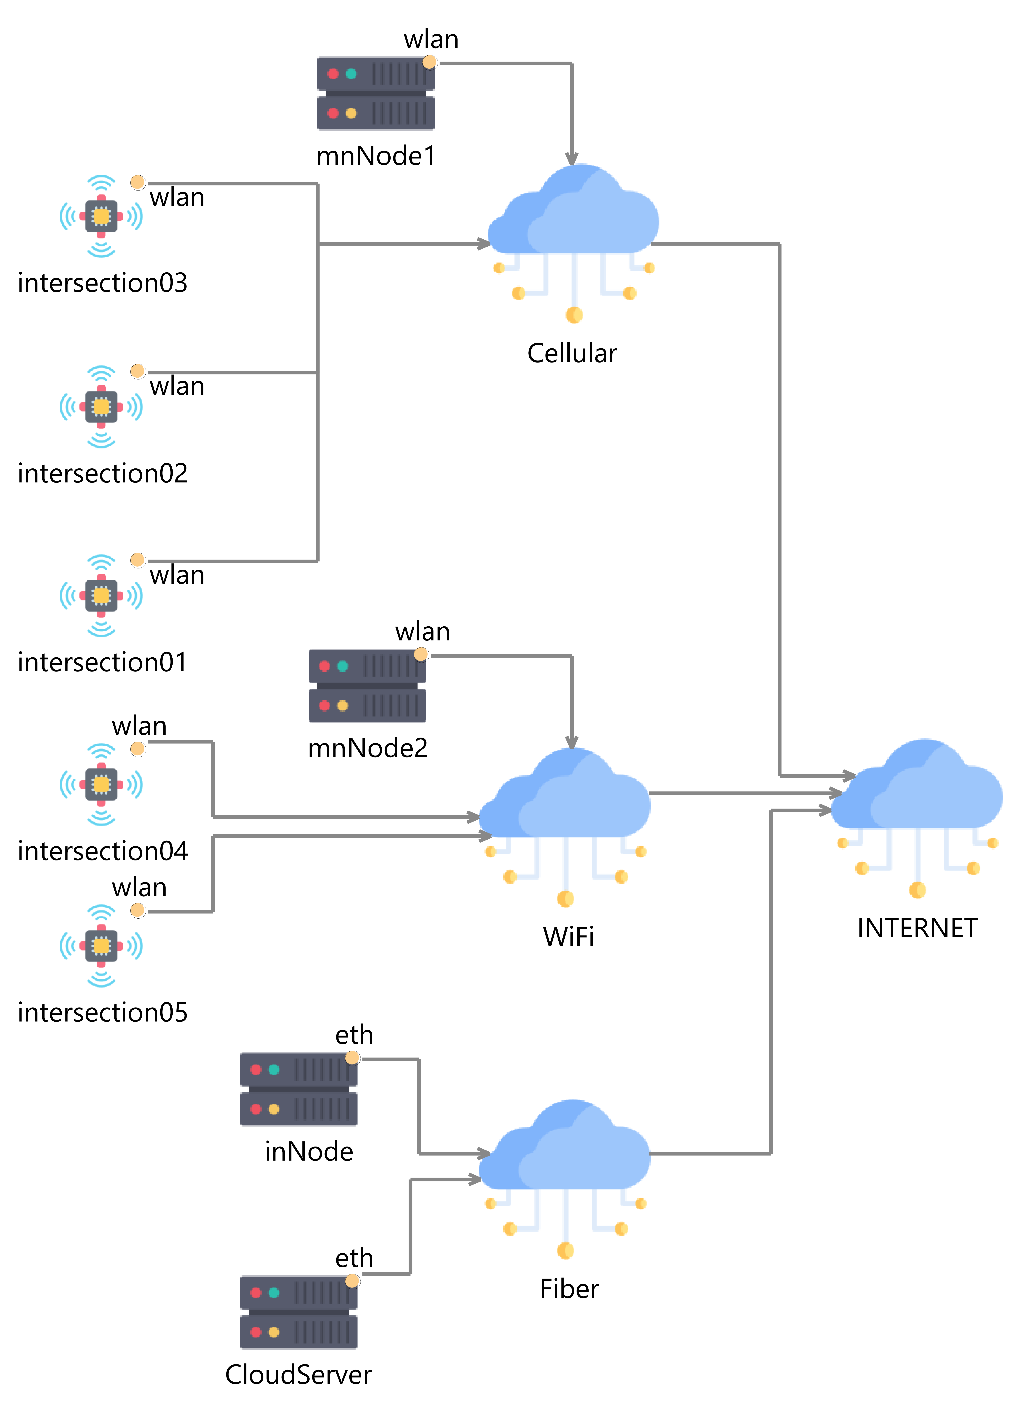 wlan
mnNode1
wlan
intersection03
Cellular
wlan
intersection02
wlan
intersection01
wlan
mnNode2
wlan
intersection04
wlan
WiFi
INTERNET
intersection05
eth
inNode
eth
Fiber
CloudServer